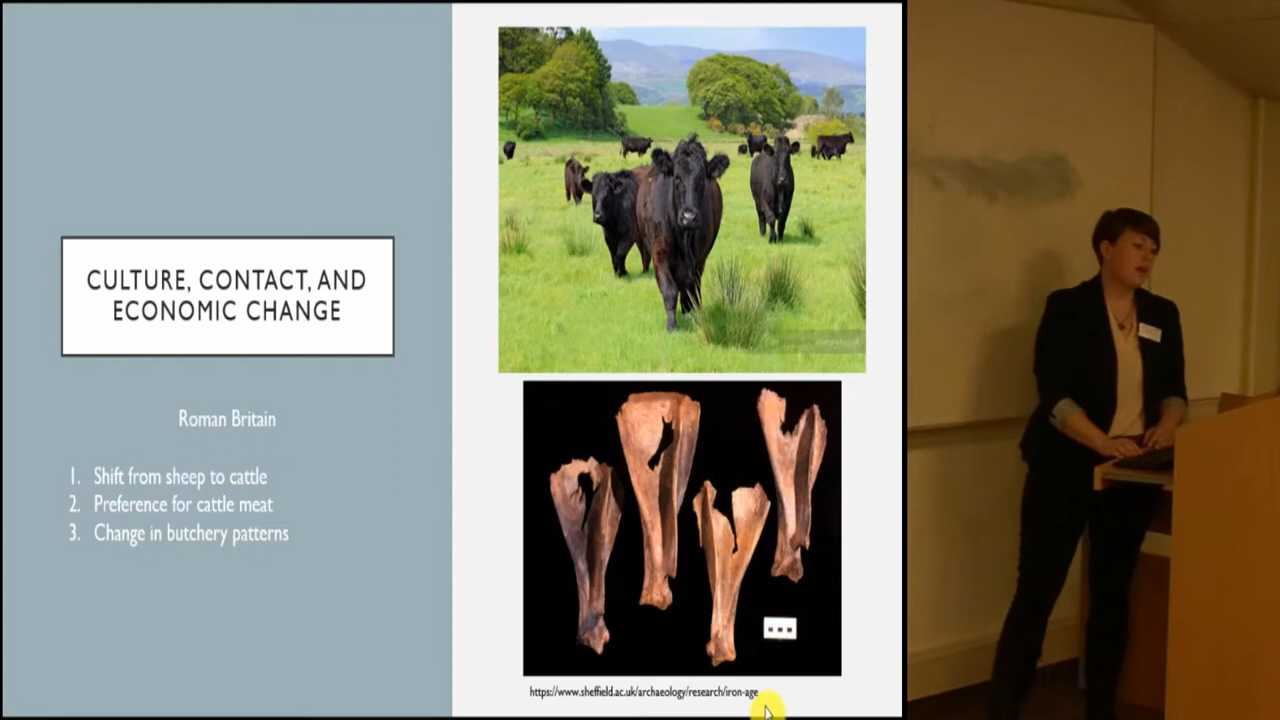 CULTURE, CONTACT, AND
ECONOMIC CHANGE
Roman Britain
1. Shift from sheep to cattle
2. Preference for cattle meat
3. Change in butchery patterns
https://www.sheffield.ac.uk/archaeology/research/iron-age